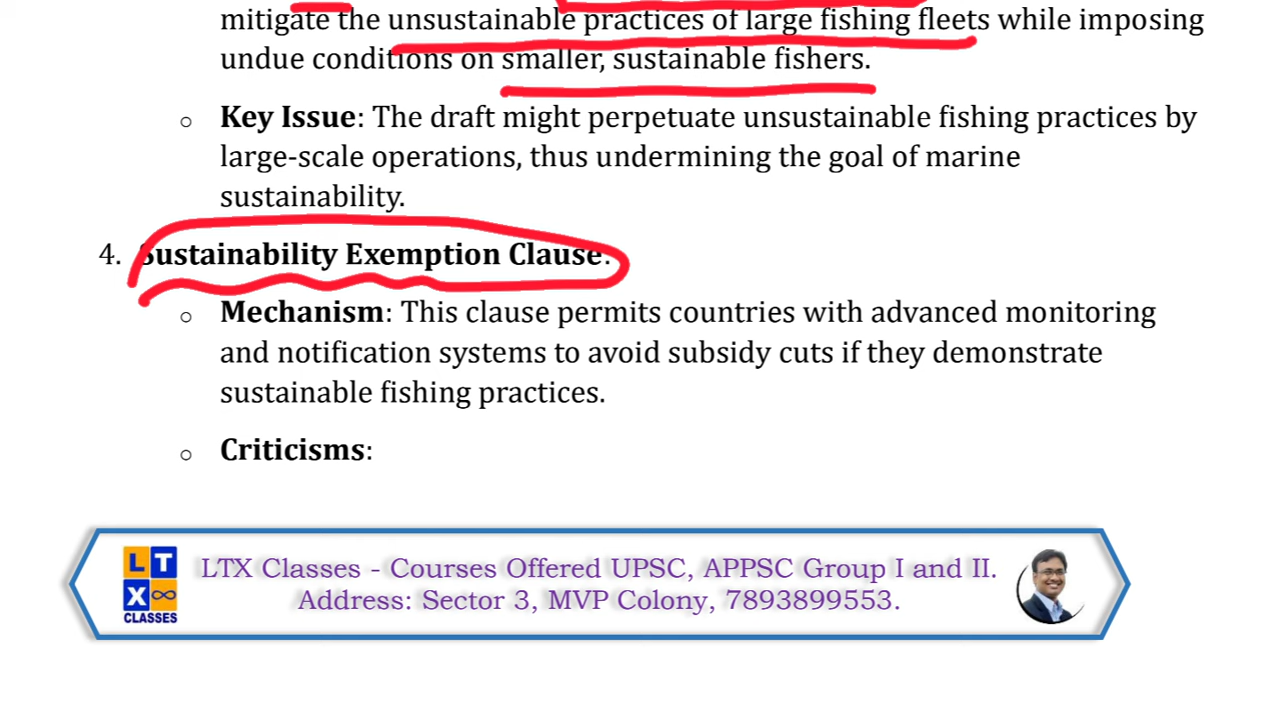 mitigate the unsustainable practices of large fishing fleets while imposing
undue conditions on smaller, sustainable fishers.
○ Key Issue: The draft might perpetuate unsustainable fishing practices by
large-scale operations, thus undermining the goal of marine
sustainability.
4. Sustainability Exemption Clause:
○ Mechanism: This clause permits countries with advanced monitoring
and notification systems to avoid subsidy cuts if they demonstrate
sustainable fishing practices.
○ Criticisms:
LTX Classes - Courses Offered UPSC, APPSC Group I and II.
Address: Sector 3, MVP Colony, 7893899553.
L T
X ∞
CLASSES